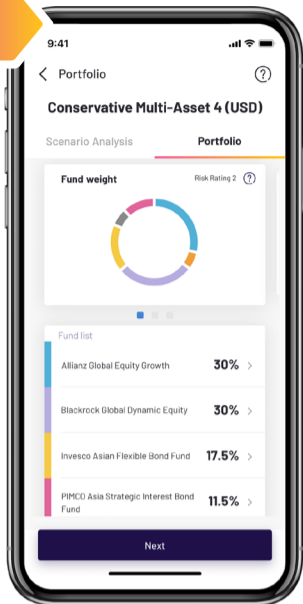 9:41
Portfolio
?
Conservative Multi-Asset 4 (USD)
Scenario Analysis Portfolio
Fund weight Risk Rating 2 ?
Fund list
Allianz Global Equity Growth 30%
Blackrock Global Dynamic Equity 30%
Invesco Asian Flexible Bond Fund 17.5%
PIMCO Asia Strategic Interest Bond 11.5%
Fund
Next